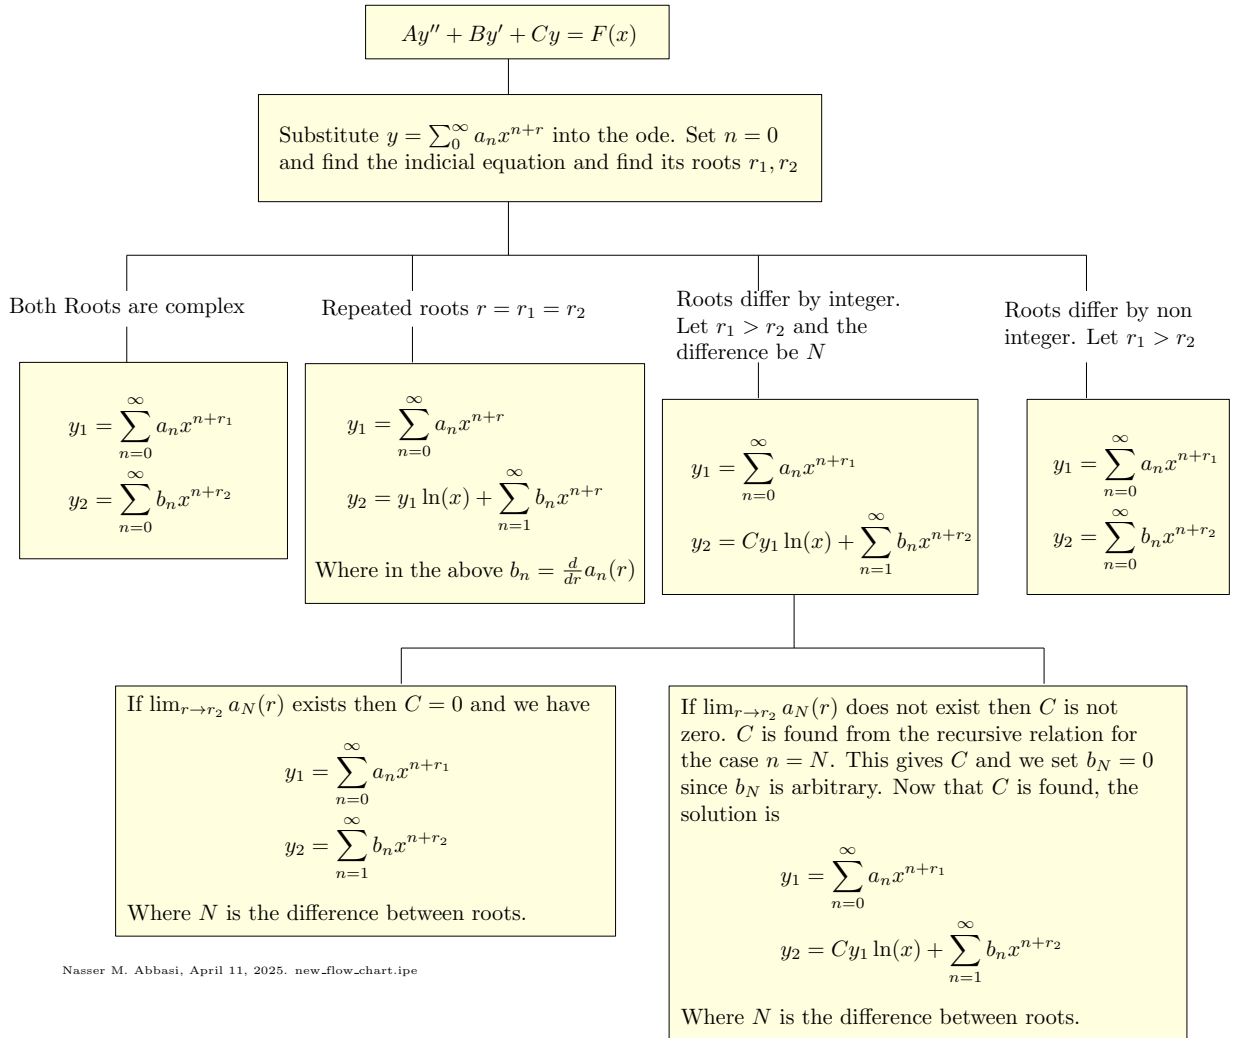 Ay′′ + By′ + Cy = F(x)
Substitute y = ∑_0^∞ a_n x^{n+r} into the ode. Set n = 0
and find the indicial equation and find its roots r_1, r_2
Both Roots are complex
y_1 = ∑_{n=0}^∞ a_n x^{n+r_1}
y_2 = ∑_{n=0}^∞ b_n x^{n+r_2}
Repeated roots r = r_1 = r_2
y_1 = ∑_{n=0}^∞ a_n x^{n+r}
y_2 = y_1 ln(x) + ∑_{n=1}^∞ b_n x^{n+r}
Where in the above b_n = d/dr a_n(r)
Roots differ by integer.
Let r_1 > r_2 and the
difference be N
y_1 = ∑_{n=0}^∞ a_n x^{n+r_1}
y_2 = Cy_1 ln(x) + ∑_{n=1}^∞ b_n x^{n+r_2}
Roots differ by non
integer. Let r_1 > r_2
y_1 = ∑_{n=0}^∞ a_n x^{n+r_1}
y_2 = ∑_{n=0}^∞ b_n x^{n+r_2}
If lim_{r→r_2} a_N(r) exists then C = 0 and we have
y_1 = ∑_{n=0}^∞ a_n x^{n+r_1}
y_2 = ∑_{n=1}^∞ b_n x^{n+r_2}
Where N is the difference between roots.
If lim_{r→r_2} a_N(r) does not exist then C is not
zero. C is found from the recursive relation for
the case n = N. This gives C and we set b_N = 0
since b_N is arbitrary. Now that C is found, the
solution is
y_1 = ∑_{n=0}^∞ a_n x^{n+r_1}
y_2 = Cy_1 ln(x) + ∑_{n=1}^∞ b_n x^{n+r_2}
Where N is the difference between roots.
Nasser M. Abbasi, April 11, 2025. new_flow_chart.ipe